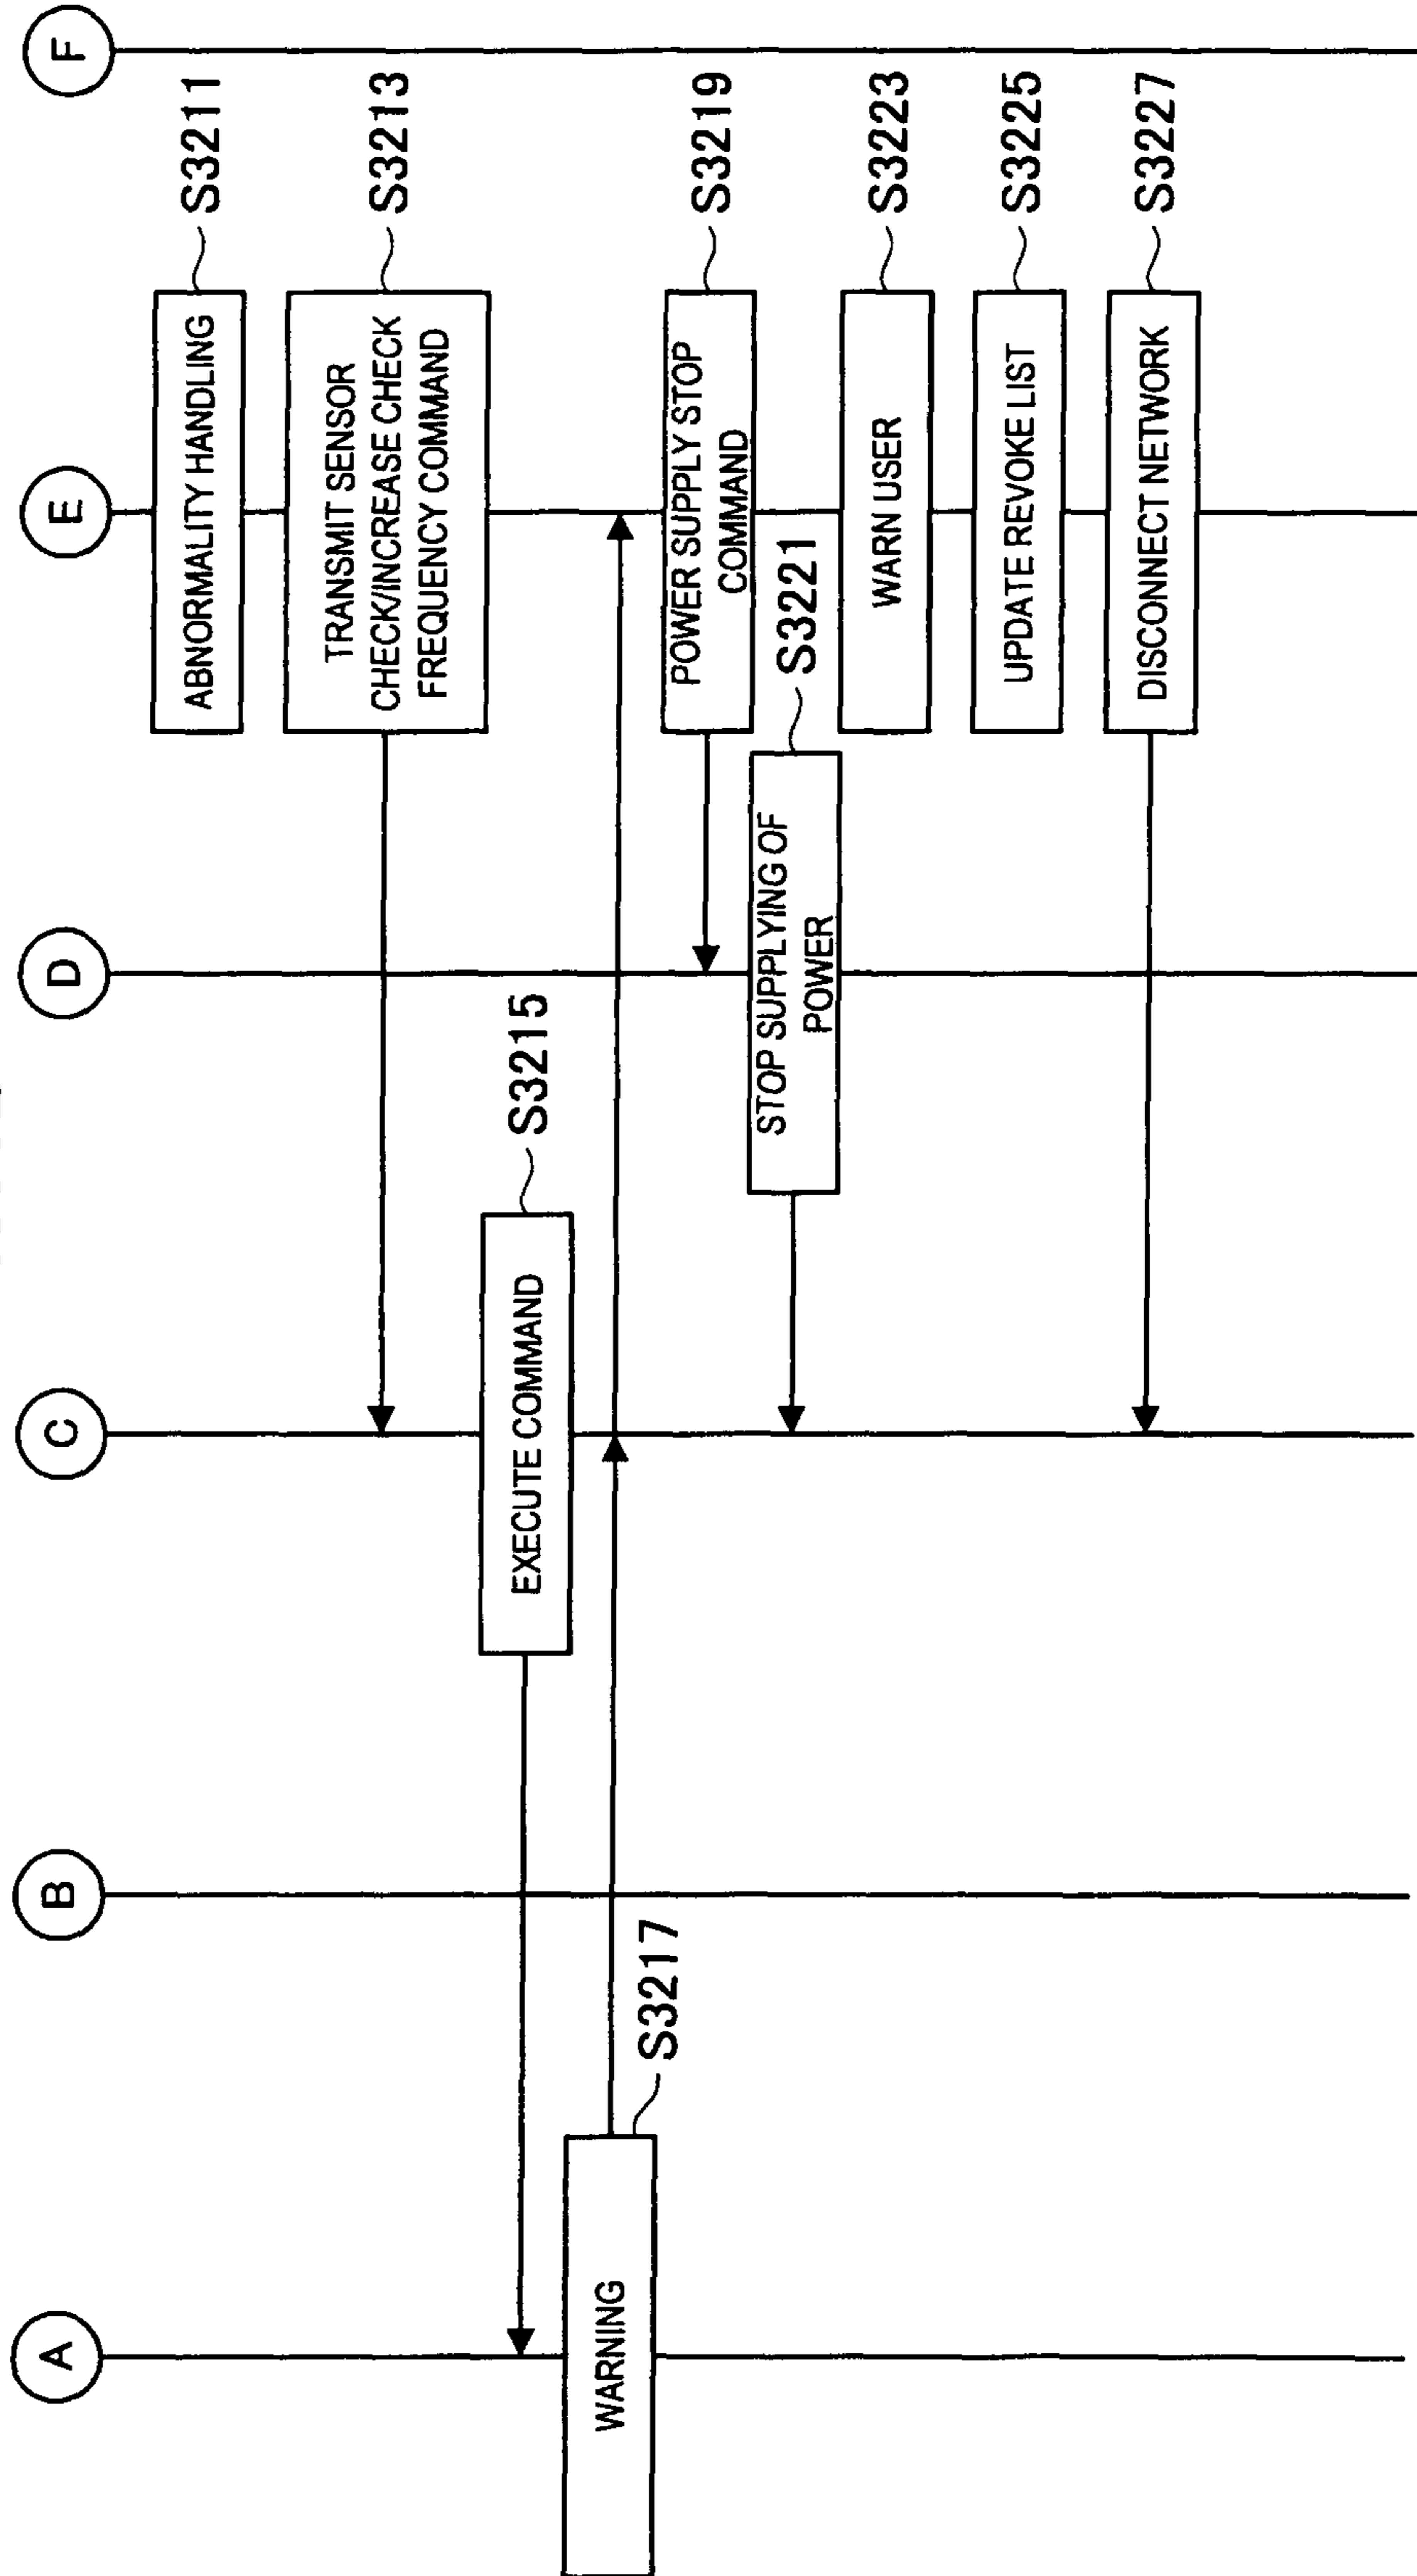 A
B
C
D
E
F
ABNORMALITY HANDLING
S3211
TRANSMIT SENSOR
CHECK/INCREASE CHECK
FREQUENCY COMMAND
S3213
EXECUTE COMMAND
S3215
WARNING
S3217
POWER SUPPLY STOP
COMMAND
S3219
STOP SUPPLYING OF
POWER
S3221
WARN USER
S3223
UPDATE REVOKE LIST
S3225
DISCONNECT NETWORK
S3227